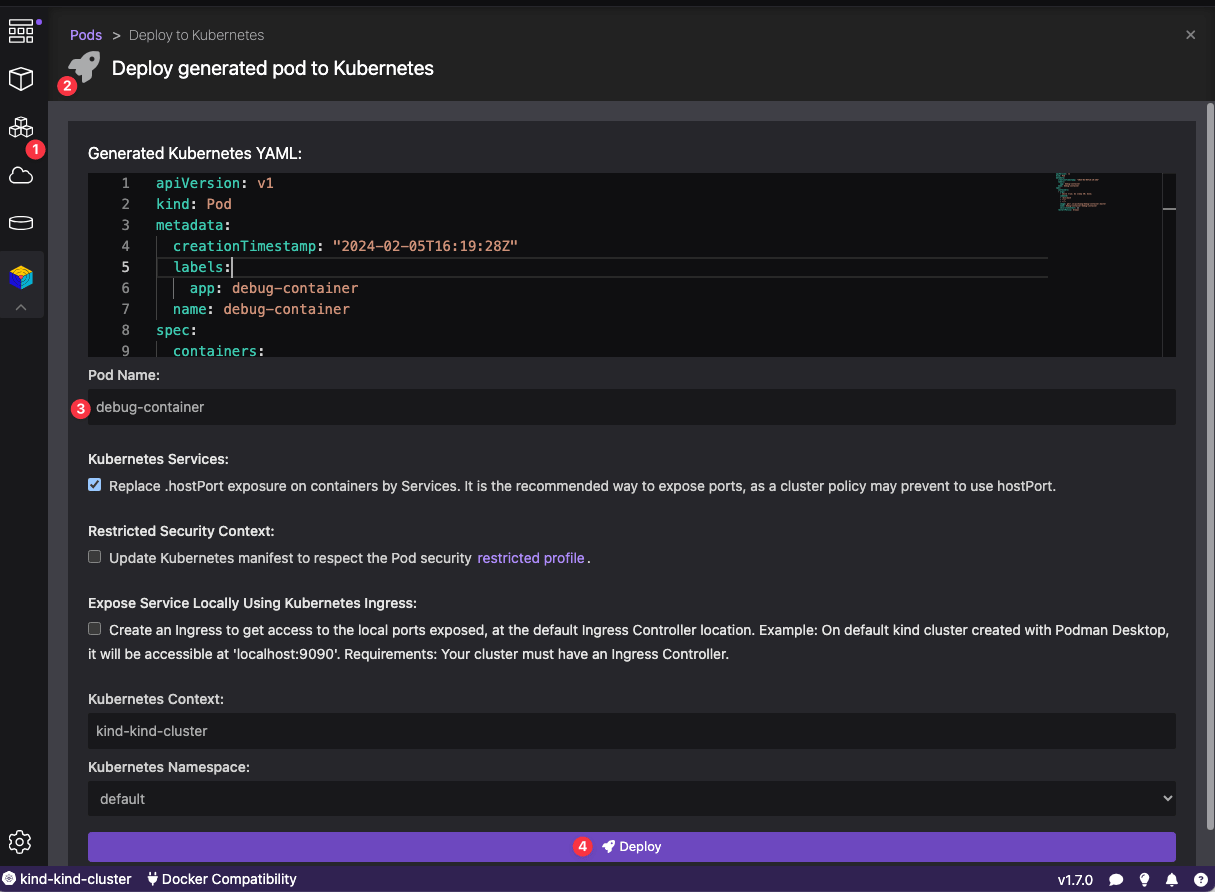 Pods > Deploy to Kubernetes
2 Deploy generated pod to Kubernetes
1
Generated Kubernetes YAML:
1 apiVersion: v1
2 kind: Pod
3 metadata:
4 creationTimestamp: "2024-02-05T16:19:28Z"
5 labels:
6 app: debug-container
7 name: debug-container
8 spec:
9 containers:
Pod Name:
3 debug-container
Kubernetes Services:
Replace .hostPort exposure on containers by Services. It is the recommended way to expose ports, as a cluster policy may prevent to use hostPort.
Restricted Security Context:
Update Kubernetes manifest to respect the Pod security restricted profile .
Expose Service Locally Using Kubernetes Ingress:
Create an Ingress to get access to the local ports exposed, at the default Ingress Controller location. Example: On default kind cluster created with Podman Desktop,
it will be accessible at 'localhost:9090'. Requirements: Your cluster must have an Ingress Controller.
Kubernetes Context:
kind-kind-cluster
Kubernetes Namespace:
default
4 Deploy
kind-kind-cluster Docker Compatibility v1.7.0